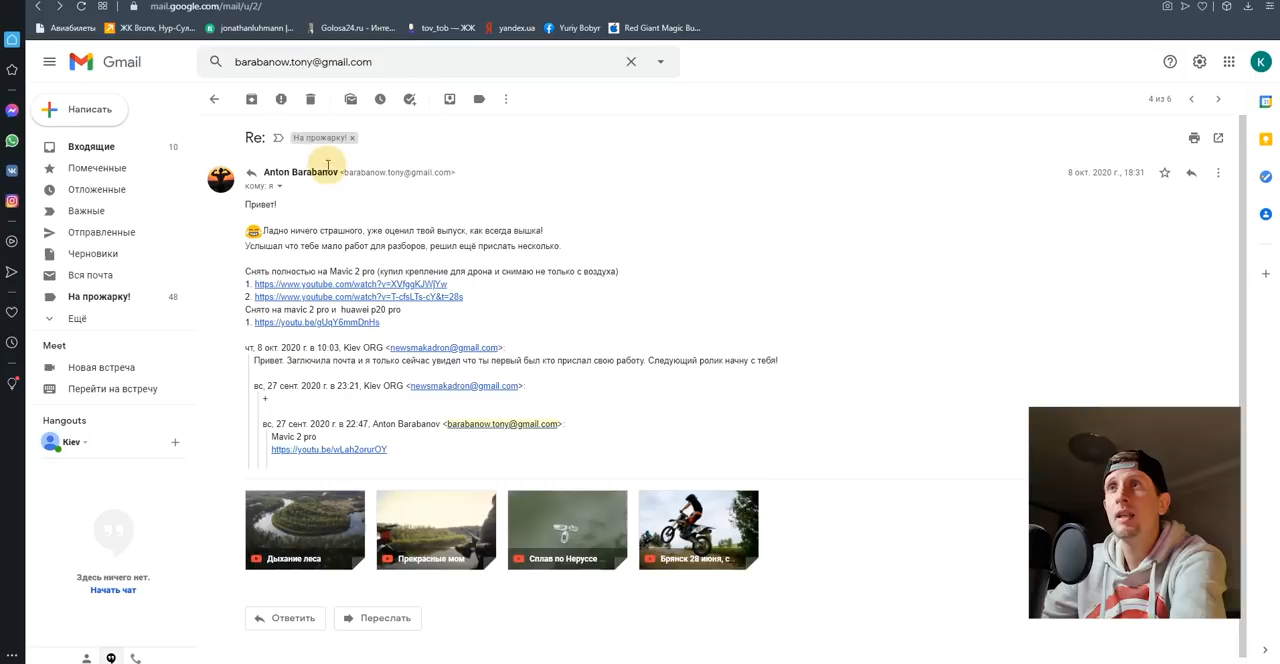 mail.google.com/mail/u/2/
Авиабилеты
ЖК Bronx, Нур-Сул...
jonathanluhmann |...
Golosa24.ru - Инте...
tov_tob — ЖЖ
yandex.ua
Yuriy Bobyr
Red Giant Magic Bu...
Gmail
barabanow.tony@gmail.com
K
Написать
4 из 6
Re:
На прожарку! ×
Входящие 10
Помеченные
Отложенные
Важные
Отправленные
Черновики
Вся почта
На прожарку! 48
Ещё
Meet
Новая встреча
Перейти на встречу
Hangouts
Kiev
Здесь ничего нет.
Начать чат
Anton Barabanov <barabanow.tony@gmail.com>
8 окт. 2020 г., 18:31
кому: я
Привет!
Ладно ничего страшного, уже оценил твой выпуск, как всегда вышка!
Услышал что тебе мало работ для разборов, решил ещё прислать несколько.
Снять полностью на Mavic 2 pro (купил крепление для дрона и снимаю не только с воздуха)
1. https://www.youtube.com/watch?v=XVfggKJWjYw
2. https://www.youtube.com/watch?v=T-cfsLTs-cY&t=28s
Снято на mavic 2 pro и huawei p20 pro
1. https://youtu.be/gUqY6mmDnHs
чт, 8 окт. 2020 г. в 10:03, Kiev ORG <newsmakadron@gmail.com>:
Привет. Заглючила почта и я только сейчас увидел что ты первый был кто прислал свою работу. Следующий ролик начну с тебя!
вс, 27 сент. 2020 г. в 23:21, Kiev ORG <newsmakadron@gmail.com>:
+
вс, 27 сент. 2020 г. в 22:47, Anton Barabanov <barabanow.tony@gmail.com>:
Mavic 2 pro
https://youtu.be/wLah2orurOY
Дыхание леса
Прекрасные мом
Сплав по Неруссе ...
Брянск 28 июня, с
Ответить
Переслать